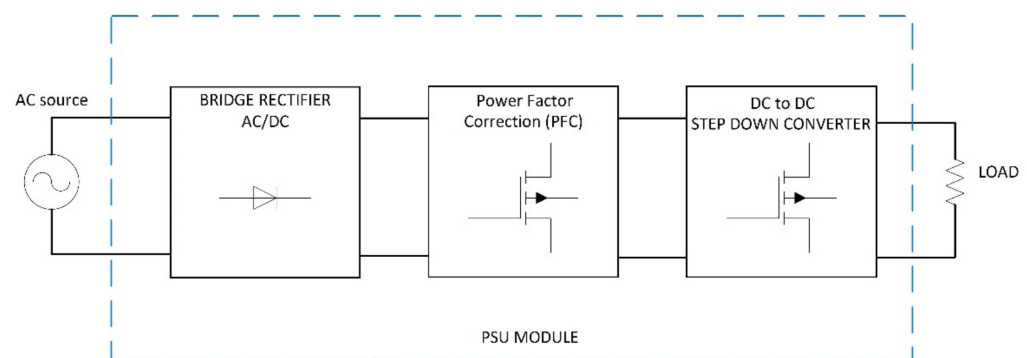 AC source
BRIDGE RECTIFIER
AC/DC
Power Factor
Correction (PFC)
DC to DC
STEP DOWN CONVERTER
LOAD
PSU MODULE